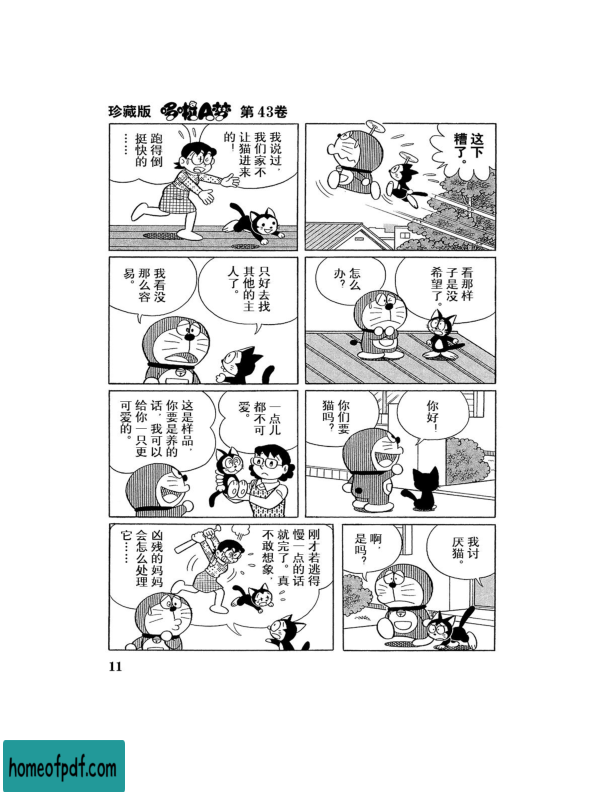 珍藏版 哆啦A梦 第43卷
这下
糟了。
我说过,
我们家不
让猫进来
的!
跑得倒
挺快的
……
看那样
子是没
希望了。
怎么
办?
只好去找
其他的主
人了。
我看没
那么容
易。
你好!
你们要
猫吗?
一点儿
都不可
爱。
这是样品,
你要是养的
话,我可以
给你一只更
可爱的。
我讨
厌猫。
啊,
是吗?
刚才若逃得
慢一点的话
就完了。真
不敢想象,
凶残的妈妈
会怎么处理
它……
11
homeofpdf.com